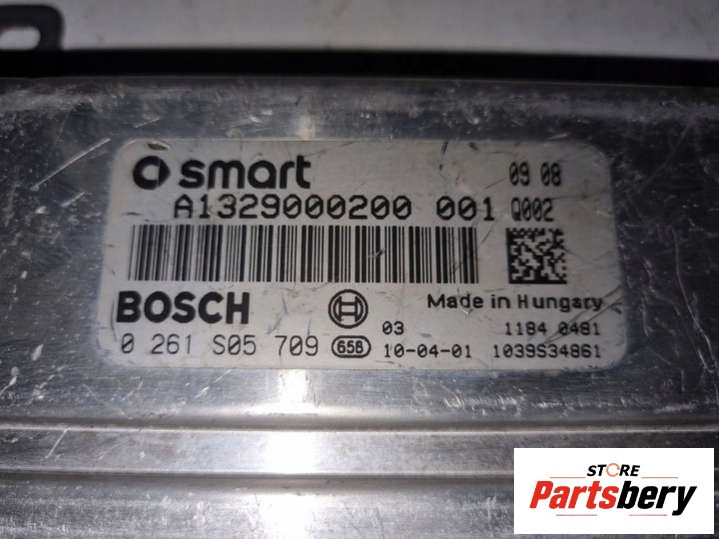 smart 09 08
A1329000200 001 Q002
BOSCH Made in Hungary
03 1184 0481
0 261 S05 709 658 10-04-01 1039S34861
STORE
Partsbery